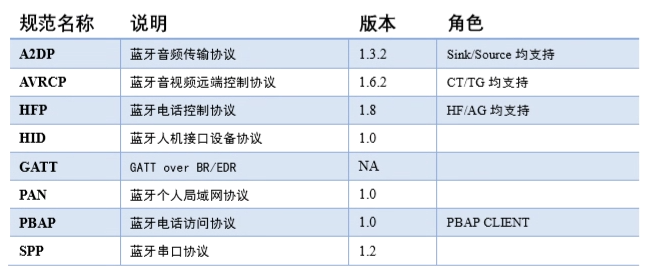 规范名称 说明 版本 角色
A2DP 蓝牙音频传输协议 1.3.2 Sink/Source 均支持
AVRCP 蓝牙音视频远端控制协议 1.6.2 CT/TG 均支持
HFP 蓝牙电话控制协议 1.8 HF/AG 均支持
HID 蓝牙人机接口设备协议 1.0
GATT GATT over BR/EDR NA
PAN 蓝牙个人局域网协议 1.0
PBAP 蓝牙电话访问协议 1.0 PBAP CLIENT
SPP 蓝牙串口协议 1.2